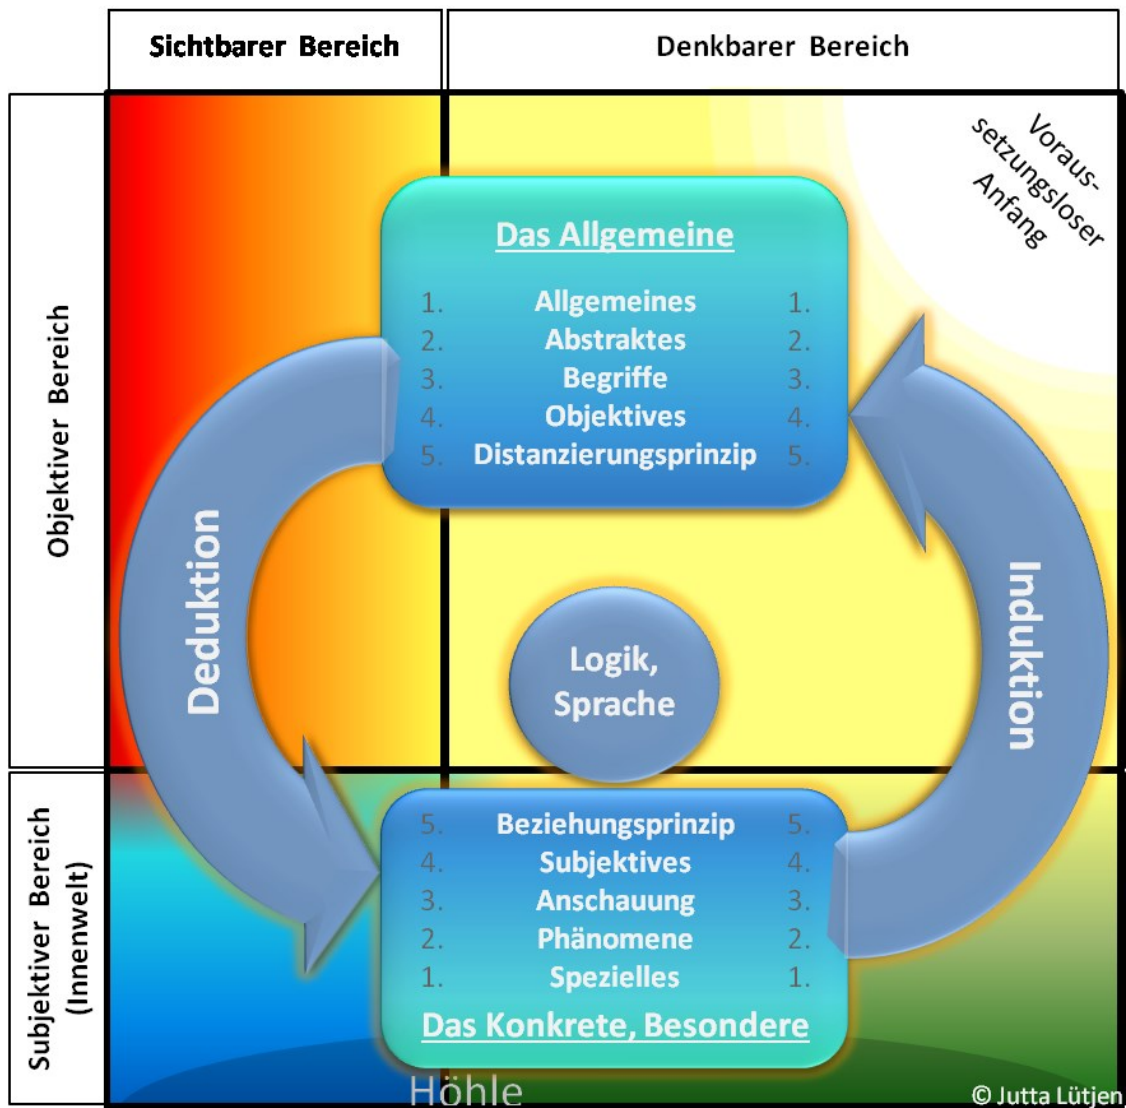 Sichtbarer Bereich
Denkbarer Bereich
Objektiver Bereich
Voraus-
setzungsloser
Anfang
Das Allgemeine
1. Allgemeines 1.
2. Abstraktes 2.
3. Begriffe 3.
4. Objektives 4.
5. Distanzierungsprinzip 5.
Deduktion
Logik,
Sprache
Induktion
Subjektiver Bereich
(Innenwelt)
5. Beziehungsprinzip 5.
4. Subjektives 4.
3. Anschauung 3.
2. Phänomene 2.
1. Spezielles 1.
Das Konkrete, Besondere
Höhle
© Jutta Lütjen